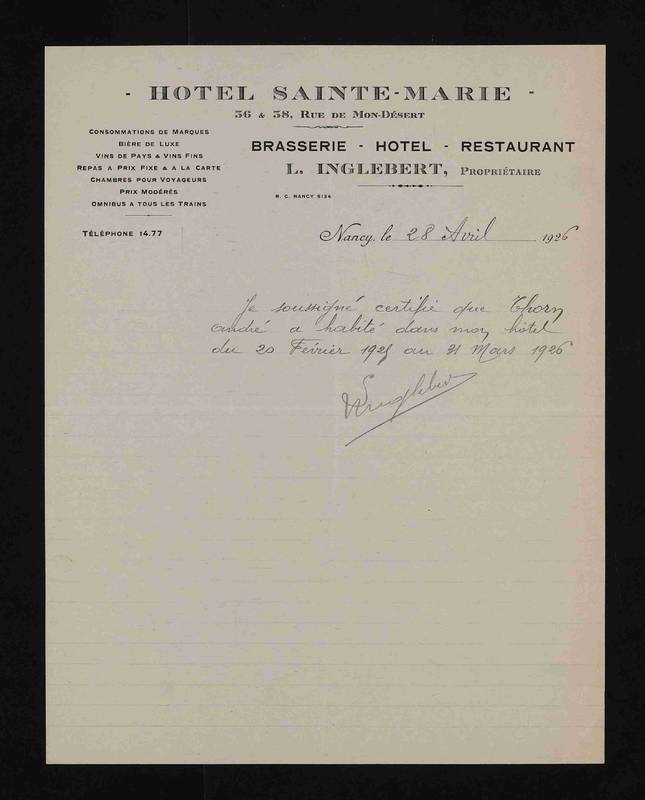 - HOTEL SAINTE-MARIE -
36 & 38, RUE DE MON-DÉSERT
CONSOMMATIONS DE MARQUES
BIÈRE DE LUXE
VINS DE PAYS & VINS FINS
REPAS A PRIX FIXE & A LA CARTE
CHAMBRES POUR VOYAGEURS
PRIX MODÉRÉS
OMNIBUS A TOUS LES TRAINS
TÉLÉPHONE 14.77
BRASSERIE - HOTEL - RESTAURANT
L. INGLEBERT, PROPRIÉTAIRE
R. C. NANCY 5134
Nancy, le 28 Avril 1926
Je soussigné certifie que Thorn
andré a habité dans mon hôtel
du 20 Février 1925 au 31 Mars 1926
Linglebert